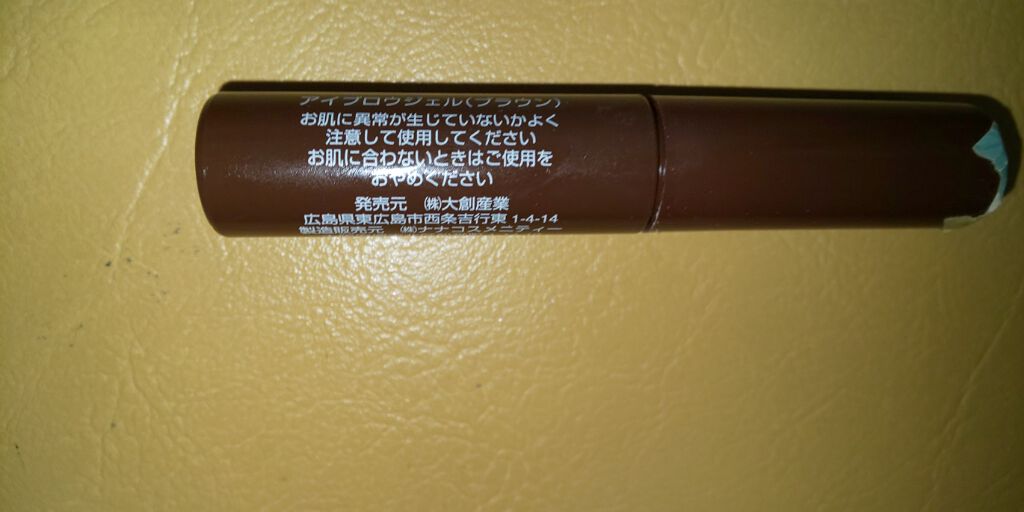 アイブロウジェル(ブラウン)
お肌に異常が生じていないかよく
注意して使用してください
お肌に合わないときはご使用を
おやめください
発売元 ㈱大創産業
広島県東広島市西条吉行東 1-4-14
製造販売元 ㈱ナナコスメニティー